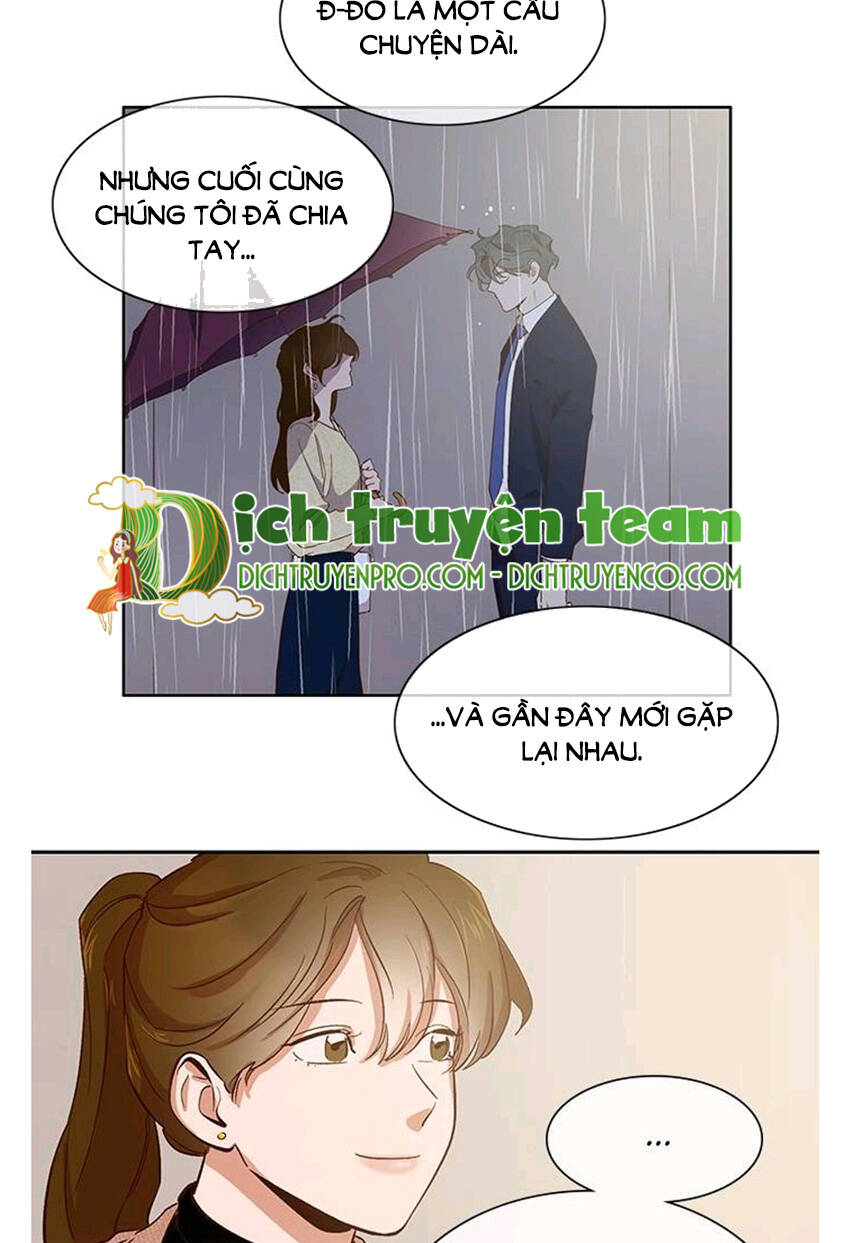 Đ-ĐÓ LÀ MỘT CÂU
CHUYỆN DÀI.
NHƯNG CUỐI CÙNG
CHÚNG TÔI ĐÃ CHIA
TAY...
Dịch truyện team
DICHTRUYENPRO.COM - DICHTRUYENCO.COM
...VÀ GẦN ĐÂY MỚI GẶP
LẠI NHAU.
...